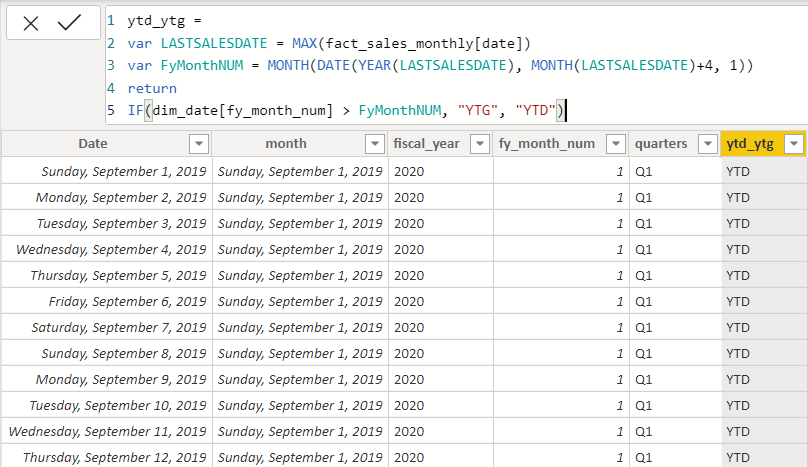 1 ytd_ytg =
2 var LASTSALESDATE = MAX(fact_sales_monthly[date])
3 var FyMonthNUM = MONTH(DATE(YEAR(LASTSALESDATE), MONTH(LASTSALESDATE)+4, 1))
4 return
5 IF(dim_date[fy_month_num] > FyMonthNUM, "YTG", "YTD")
Date month fiscal_year fy_month_num quarters ytd_ytg
Sunday, September 1, 2019 Sunday, September 1, 2019 2020 1 Q1 YTD
Monday, September 2, 2019 Sunday, September 1, 2019 2020 1 Q1 YTD
Tuesday, September 3, 2019 Sunday, September 1, 2019 2020 1 Q1 YTD
Wednesday, September 4, 2019 Sunday, September 1, 2019 2020 1 Q1 YTD
Thursday, September 5, 2019 Sunday, September 1, 2019 2020 1 Q1 YTD
Friday, September 6, 2019 Sunday, September 1, 2019 2020 1 Q1 YTD
Saturday, September 7, 2019 Sunday, September 1, 2019 2020 1 Q1 YTD
Sunday, September 8, 2019 Sunday, September 1, 2019 2020 1 Q1 YTD
Monday, September 9, 2019 Sunday, September 1, 2019 2020 1 Q1 YTD
Tuesday, September 10, 2019 Sunday, September 1, 2019 2020 1 Q1 YTD
Wednesday, September 11, 2019 Sunday, September 1, 2019 2020 1 Q1 YTD
Thursday, September 12, 2019 Sunday, September 1, 2019 2020 1 Q1 YTD